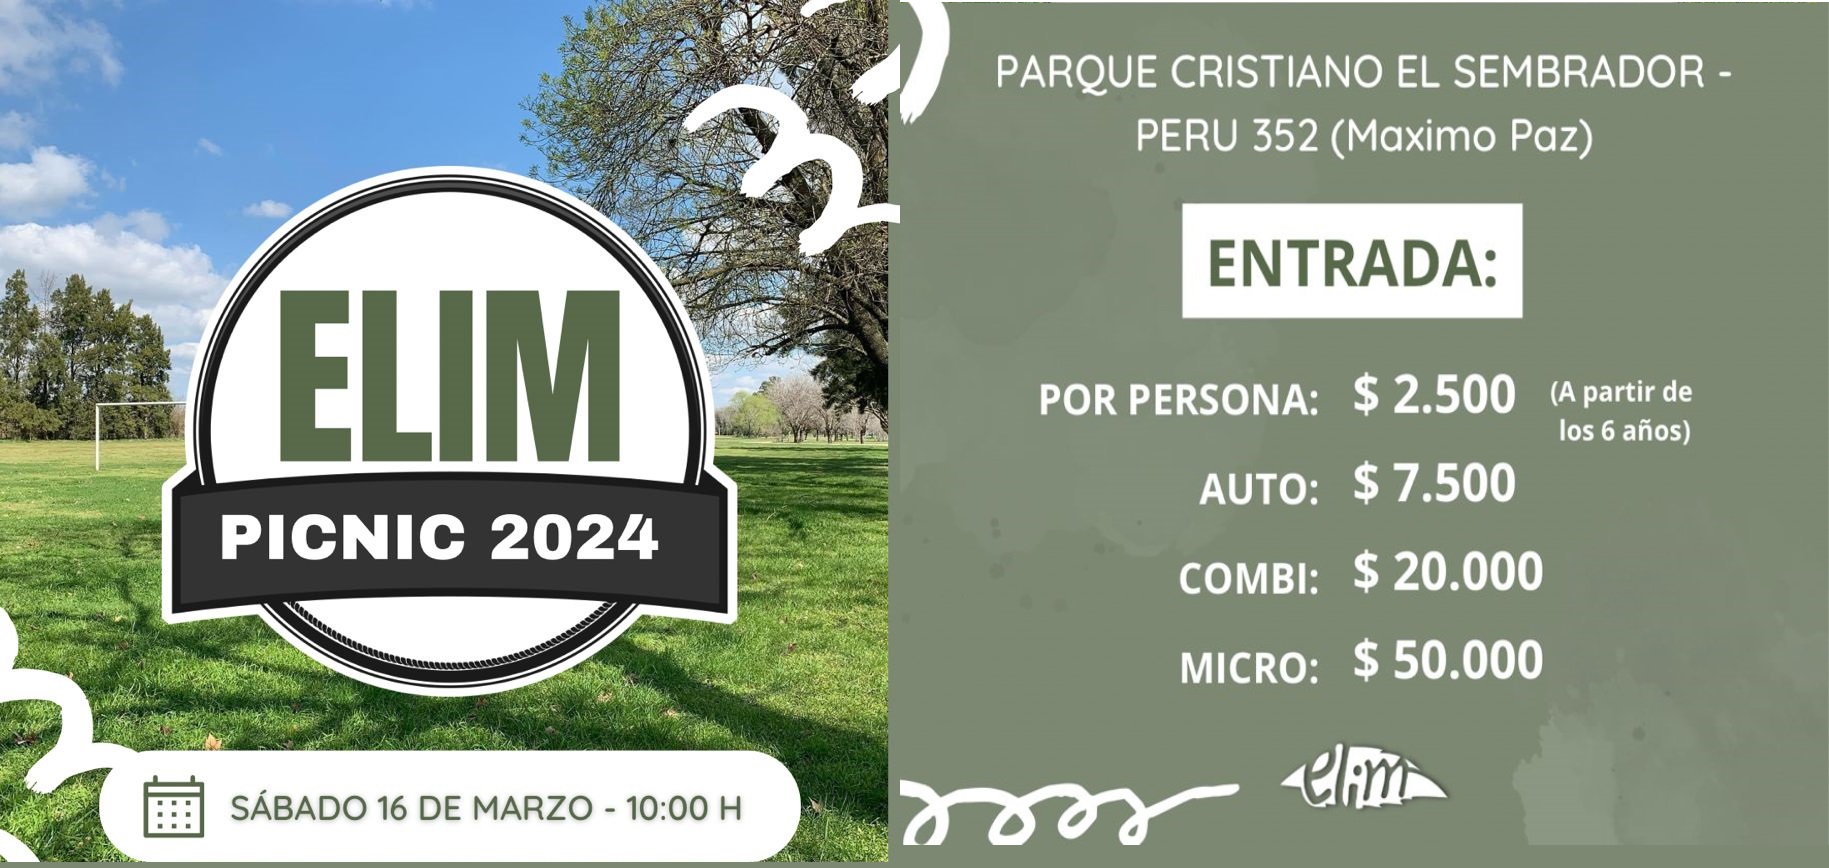 ELIM
PICNIC 2024
SÁBADO 16 DE MARZO - 10:00 H
PARQUE CRISTIANO EL SEMBRADOR -
PERU 352 (Maximo Paz)
ENTRADA:
POR PERSONA: $ 2.500 (A partir de
los 6 años)
AUTO: $ 7.500
COMBI: $ 20.000
MICRO: $ 50.000
elim